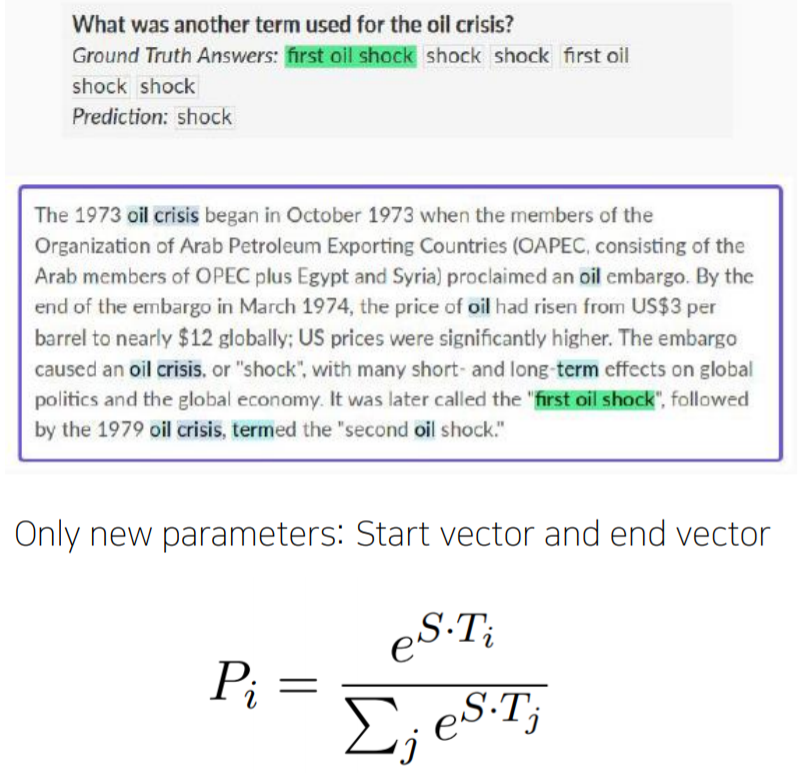 What was another term used for the oil crisis?
Ground Truth Answers: first oil shock shock shock first oil
shock shock
Prediction: shock
The 1973 oil crisis began in October 1973 when the members of the
Organization of Arab Petroleum Exporting Countries (OAPEC, consisting of the
Arab members of OPEC plus Egypt and Syria) proclaimed an oil embargo. By the
end of the embargo in March 1974, the price of oil had risen from US$3 per
barrel to nearly $12 globally; US prices were significantly higher. The embargo
caused an oil crisis, or "shock", with many short- and long-term effects on global
politics and the global economy. It was later called the "first oil shock", followed
by the 1979 oil crisis, termed the "second oil shock."
Only new parameters: Start vector and end vector
P_i = e^{S·T_i} / ∑_j e^{S·T_j}